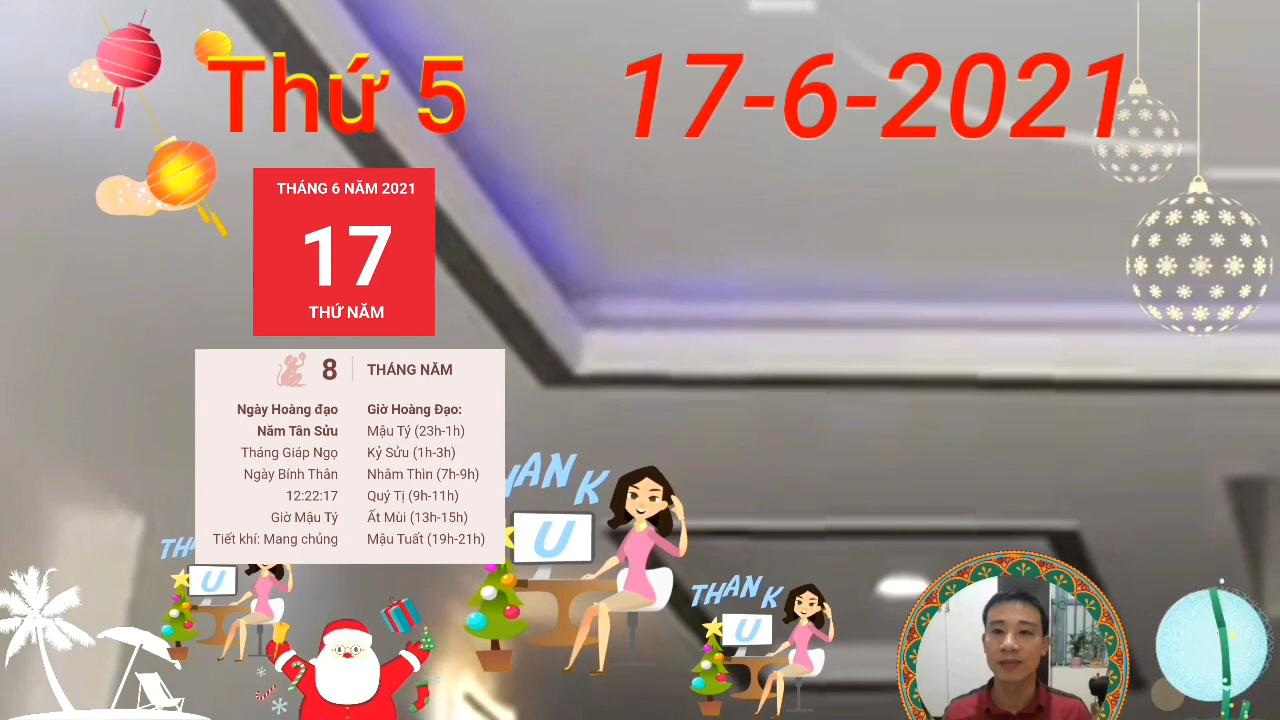 Thứ 5
17-6-2021
THÁNG 6 NĂM 2021
17
THỨ NĂM
8
THÁNG NĂM
Ngày Hoàng đạo
Năm Tân Sửu
Tháng Giáp Ngọ
Ngày Bính Thân
12:22:17
Giờ Mậu Tý
Tiết khí: Mang chủng
Giờ Hoàng Đạo:
Mậu Tý (23h-1h)
Kỷ Sửu (1h-3h)
Nhâm Thìn (7h-9h)
Quý Tị (9h-11h)
Ất Mùi (13h-15h)
Mậu Tuất (19h-21h)
THAN K
U
THA
U
THAN K
U